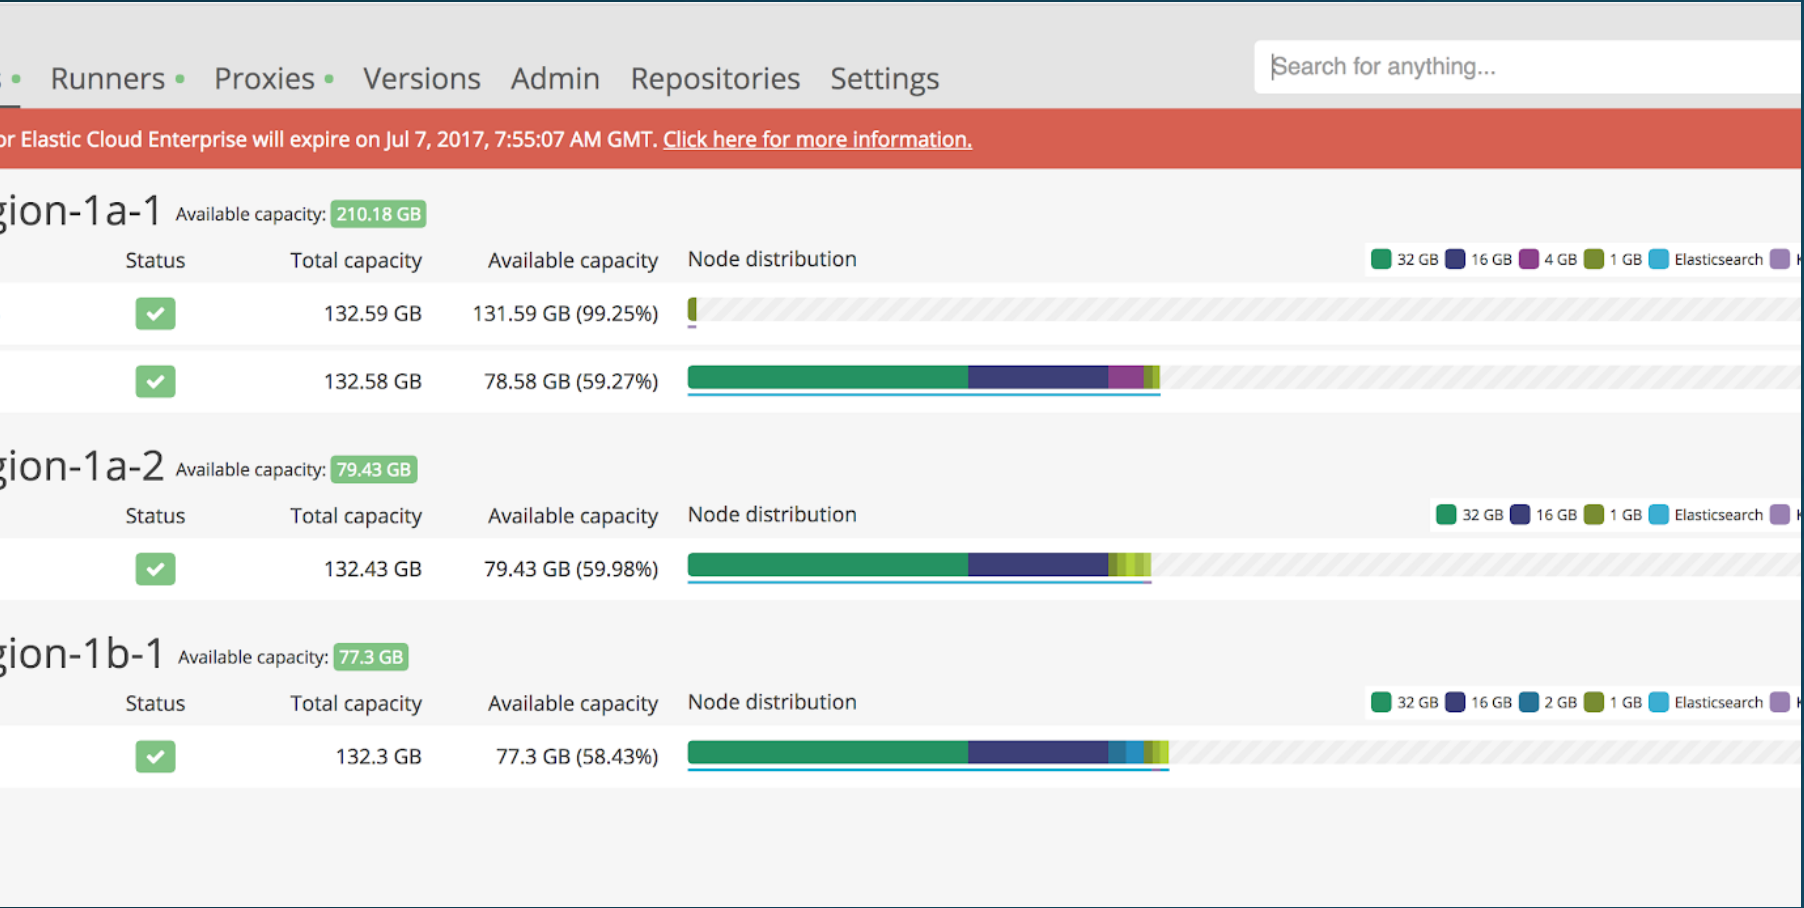 Runners Proxies Versions Admin Repositories Settings Search for anything...
Elastic Cloud Enterprise will expire on Jul 7, 2017, 7:55:07 AM GMT. Click here for more information.
gion-1a-1 Available capacity: 210.18 GB
Status Total capacity Available capacity Node distribution 32 GB 16 GB 4 GB 1 GB Elasticsearch
132.59 GB 131.59 GB (99.25%)
132.58 GB 78.58 GB (59.27%)
gion-1a-2 Available capacity: 79.43 GB
Status Total capacity Available capacity Node distribution 32 GB 16 GB 1 GB Elasticsearch
132.43 GB 79.43 GB (59.98%)
gion-1b-1 Available capacity: 77.3 GB
Status Total capacity Available capacity Node distribution 32 GB 16 GB 2 GB 1 GB Elasticsearch
132.3 GB 77.3 GB (58.43%)